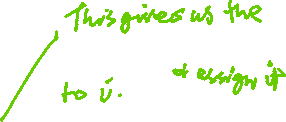 This gives us the
to i. & assign it